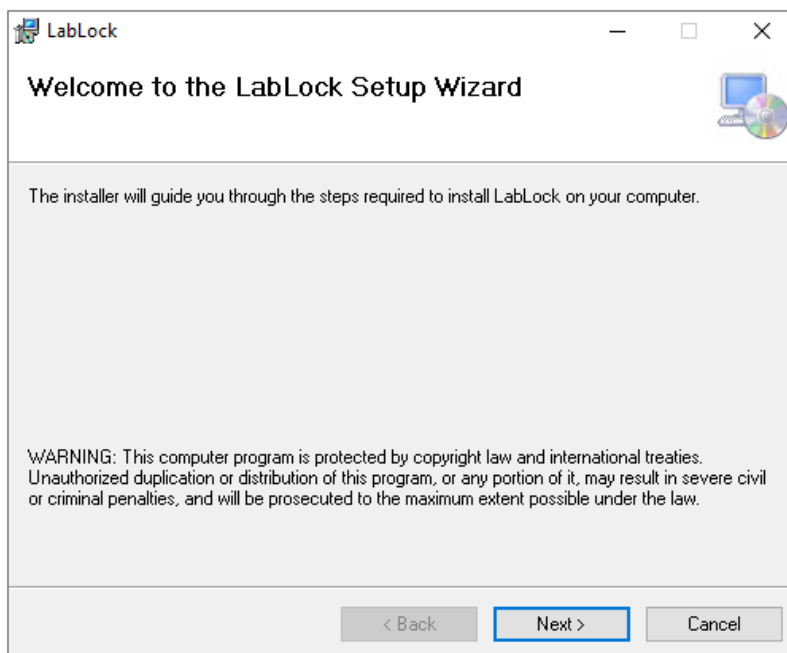 LabLock
Welcome to the LabLock Setup Wizard
The installer will guide you through the steps required to install LabLock on your computer.
WARNING: This computer program is protected by copyright law and international treaties.
Unauthorized duplication or distribution of this program, or any portion of it, may result in severe civil
or criminal penalties, and will be prosecuted to the maximum extent possible under the law.
< Back
Next >
Cancel